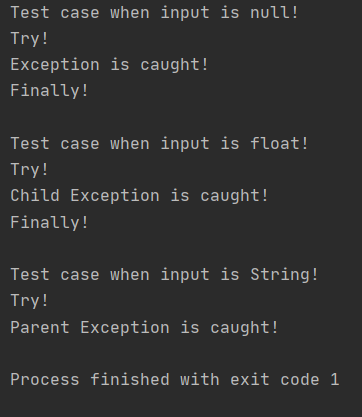 Test case when input is null!
Try!
Exception is caught!
Finally!
Test case when input is float!
Try!
Child Exception is caught!
Finally!
Test case when input is String!
Try!
Parent Exception is caught!
Process finished with exit code 1